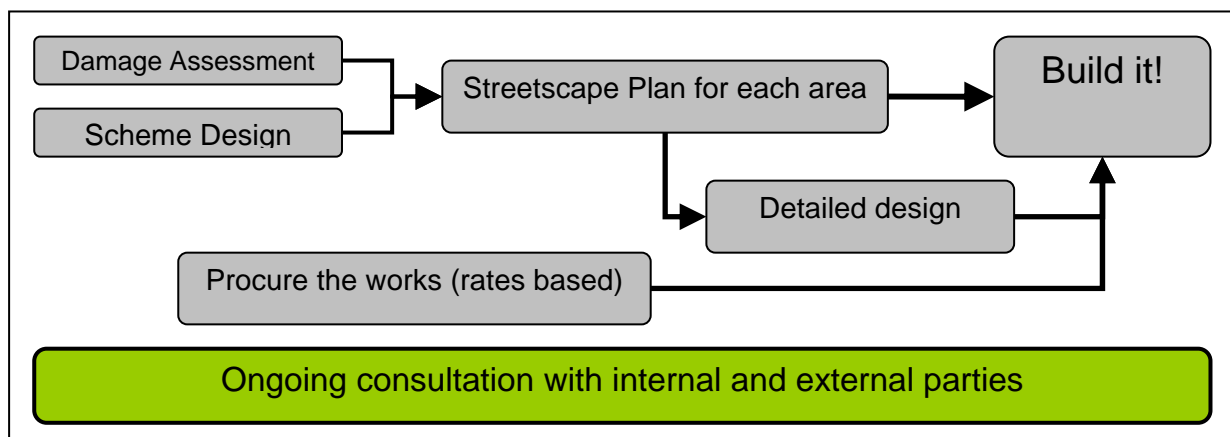 Damage Assessment
Scheme Design
Streetscape Plan for each area
Build it!
Detailed design
Procure the works (rates based)
Ongoing consultation with internal and external parties